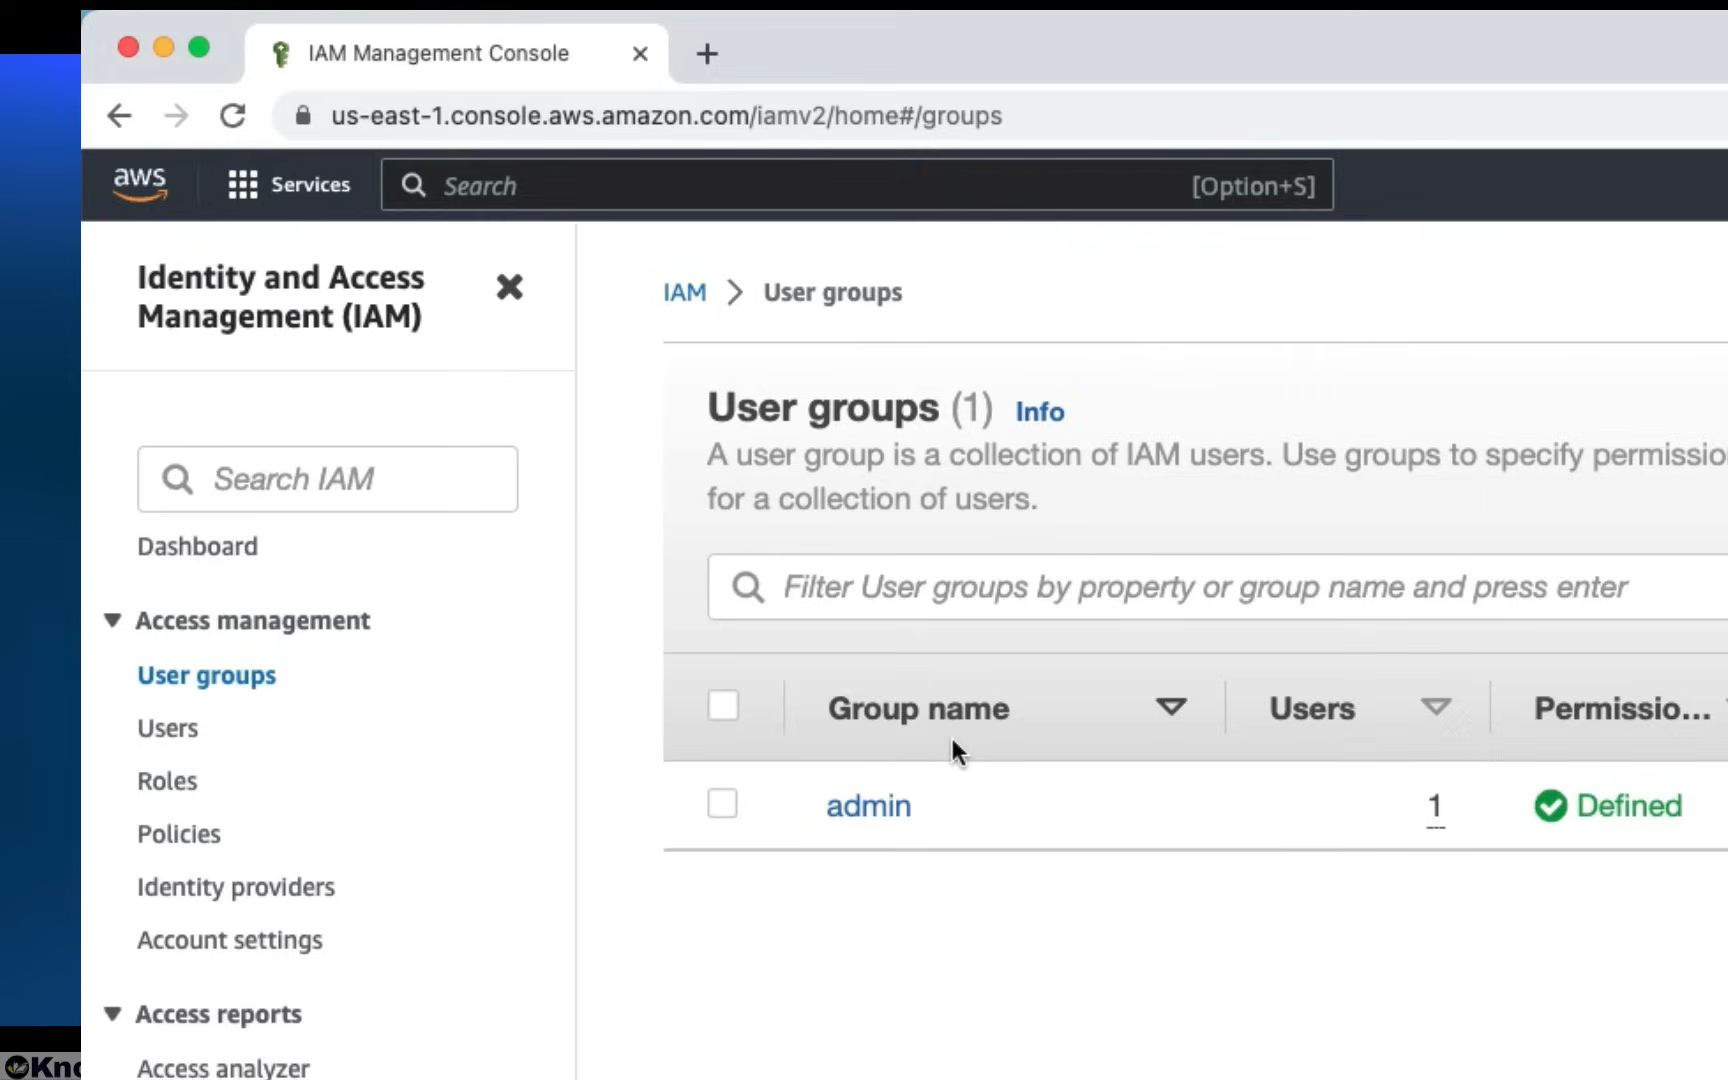 IAM Management Console
us-east-1.console.aws.amazon.com/iamv2/home#/groups
aws
Services
Search
[Option+S]
Identity and Access
Management (IAM)
Search IAM
Dashboard
Access management
User groups
Users
Roles
Policies
Identity providers
Account settings
Access reports
Access analyzer
IAM > User groups
User groups (1) Info
A user group is a collection of IAM users. Use groups to specify permissio
for a collection of users.
Filter User groups by property or group name and press enter
Group name Users Permissio...
admin 1 Defined
Kno